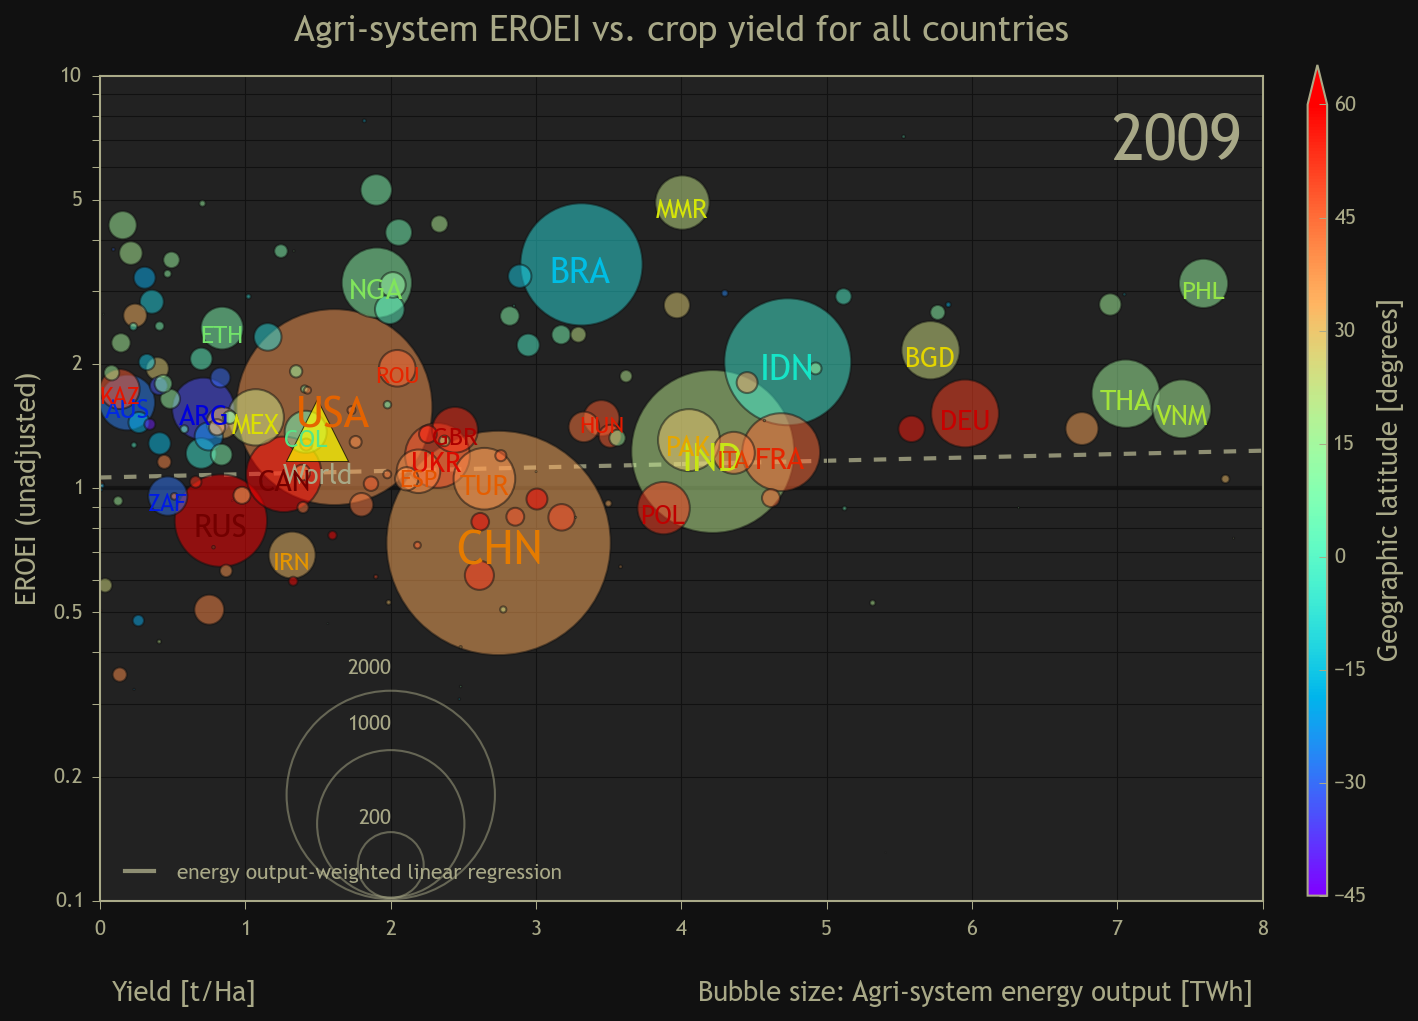 Agri-system EROEI vs. crop yield for all countries
2009
EROEI (unadjusted)
10
5
2
1
0.5
0.2
0.1
MMR
BRA
NGA
PHL
ETH
BGD
IDN
ROU
KAZ
AUS
ARG
MEX
USA
COL
GBR
HUN
THA
VNM
DEU
PAK
IND
ITA
FRA
UKR
World
CAN
ESP
TUR
ZAF
POL
RUS
CHN
IRN
2000
1000
200
energy output-weighted linear regression
0 1 2 3 4 5 6 7 8
Yield [t/Ha]
Bubble size: Agri-system energy output [TWh]
60
45
30
15
0
−15
−30
−45
Geographic latitude [degrees]